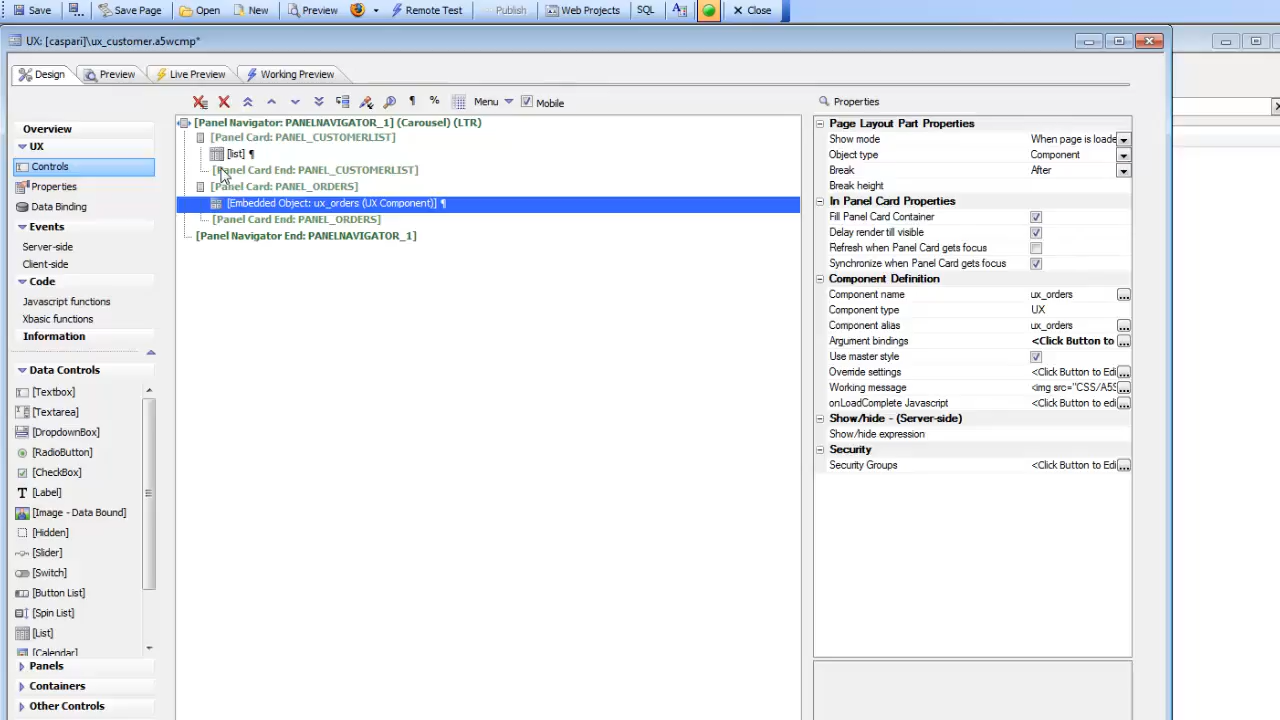 Save Save Page Open New Preview Remote Test Publish Web Projects SQL A Close
UX: [caspari]\ux_customer.a5wcmp*
Design Preview Live Preview Working Preview
¶ % Menu Mobile
Overview
UX
Controls
Properties
Data Binding
Events
Server-side
Client-side
Code
Javascript functions
Xbasic functions
Information
Data Controls
[Textbox]
[Textarea]
[DropdownBox]
[RadioButton]
[CheckBox]
T [Label]
[Image - Data Bound]
[Hidden]
[Slider]
[Switch]
[Button List]
[Spin List]
[List]
[Calendar]
Panels
Containers
Other Controls
[Panel Navigator: PANELNAVIGATOR_1] (Carousel) (LTR)
[Panel Card: PANEL_CUSTOMERLIST]
[list] ¶
[Panel Card End: PANEL_CUSTOMERLIST]
[Panel Card: PANEL_ORDERS]
[Embedded Object: ux_orders (UX Component)] ¶
[Panel Card End: PANEL_ORDERS]
[Panel Navigator End: PANELNAVIGATOR_1]
Properties
Page Layout Part Properties
Show mode When page is loade
Object type Component
Break After
Break height
In Panel Card Properties
Fill Panel Card Container
Delay render till visible
Refresh when Panel Card gets focus
Synchronize when Panel Card gets focus
Component Definition
Component name ux_orders ...
Component type UX
Component alias ux_orders ...
Argument bindings <Click Button to ...
Use master style
Override settings <Click Button to Edi ...
Working message <img src="CSS/A5S ...
onLoadComplete Javascript <Click Button to edi ...
Show/hide - (Server-side)
Show/hide expression
Security
Security Groups <Click Button to Edi ...